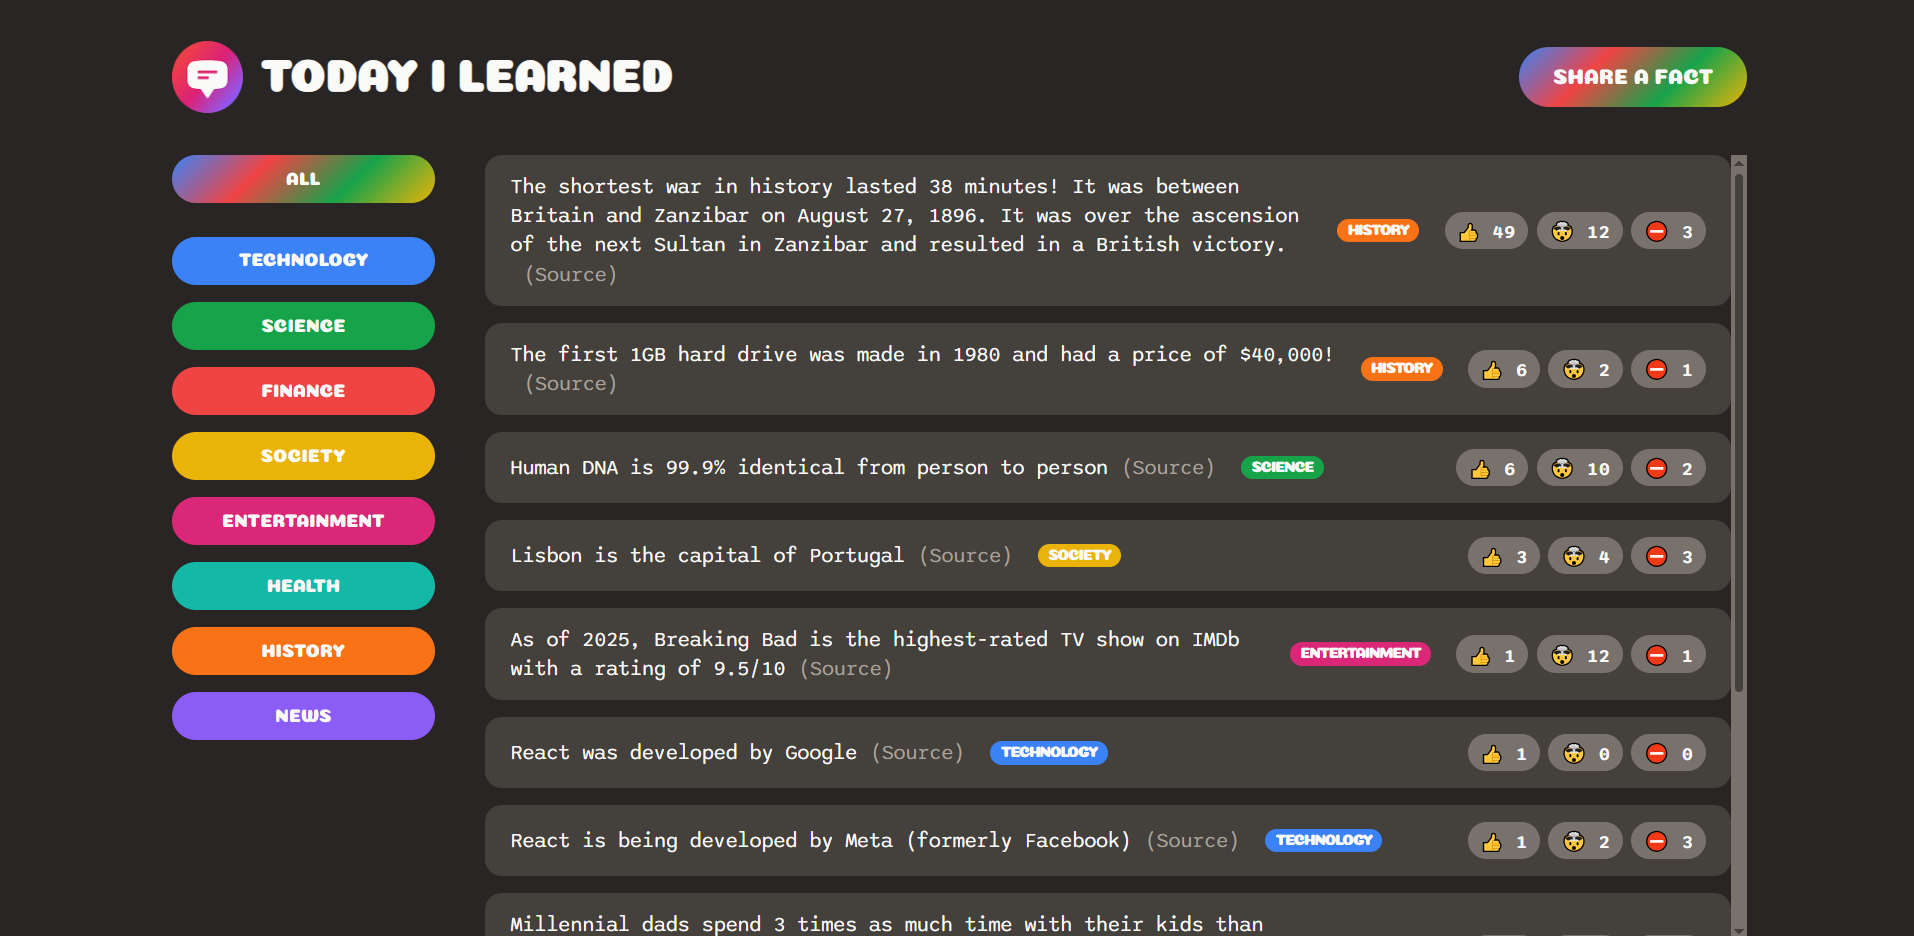 TODAY I LEARNED
SHARE A FACT
ALL
TECHNOLOGY
SCIENCE
FINANCE
SOCIETY
ENTERTAINMENT
HEALTH
HISTORY
NEWS
The shortest war in history lasted 38 minutes! It was between
Britain and Zanzibar on August 27, 1896. It was over the ascension
of the next Sultan in Zanzibar and resulted in a British victory.
(Source)
HISTORY
👍 49
🤯 12
⛔ 3
The first 1GB hard drive was made in 1980 and had a price of $40,000!
(Source)
HISTORY
👍 6
🤯 2
⛔ 1
Human DNA is 99.9% identical from person to person (Source)
SCIENCE
👍 6
🤯 10
⛔ 2
Lisbon is the capital of Portugal (Source)
SOCIETY
👍 3
🤯 4
⛔ 3
As of 2025, Breaking Bad is the highest-rated TV show on IMDb
with a rating of 9.5/10 (Source)
ENTERTAINMENT
👍 1
🤯 12
⛔ 1
React was developed by Google (Source)
TECHNOLOGY
👍 1
🤯 0
⛔ 0
React is being developed by Meta (formerly Facebook) (Source)
TECHNOLOGY
👍 1
🤯 2
⛔ 3
Millennial dads spend 3 times as much time with their kids than